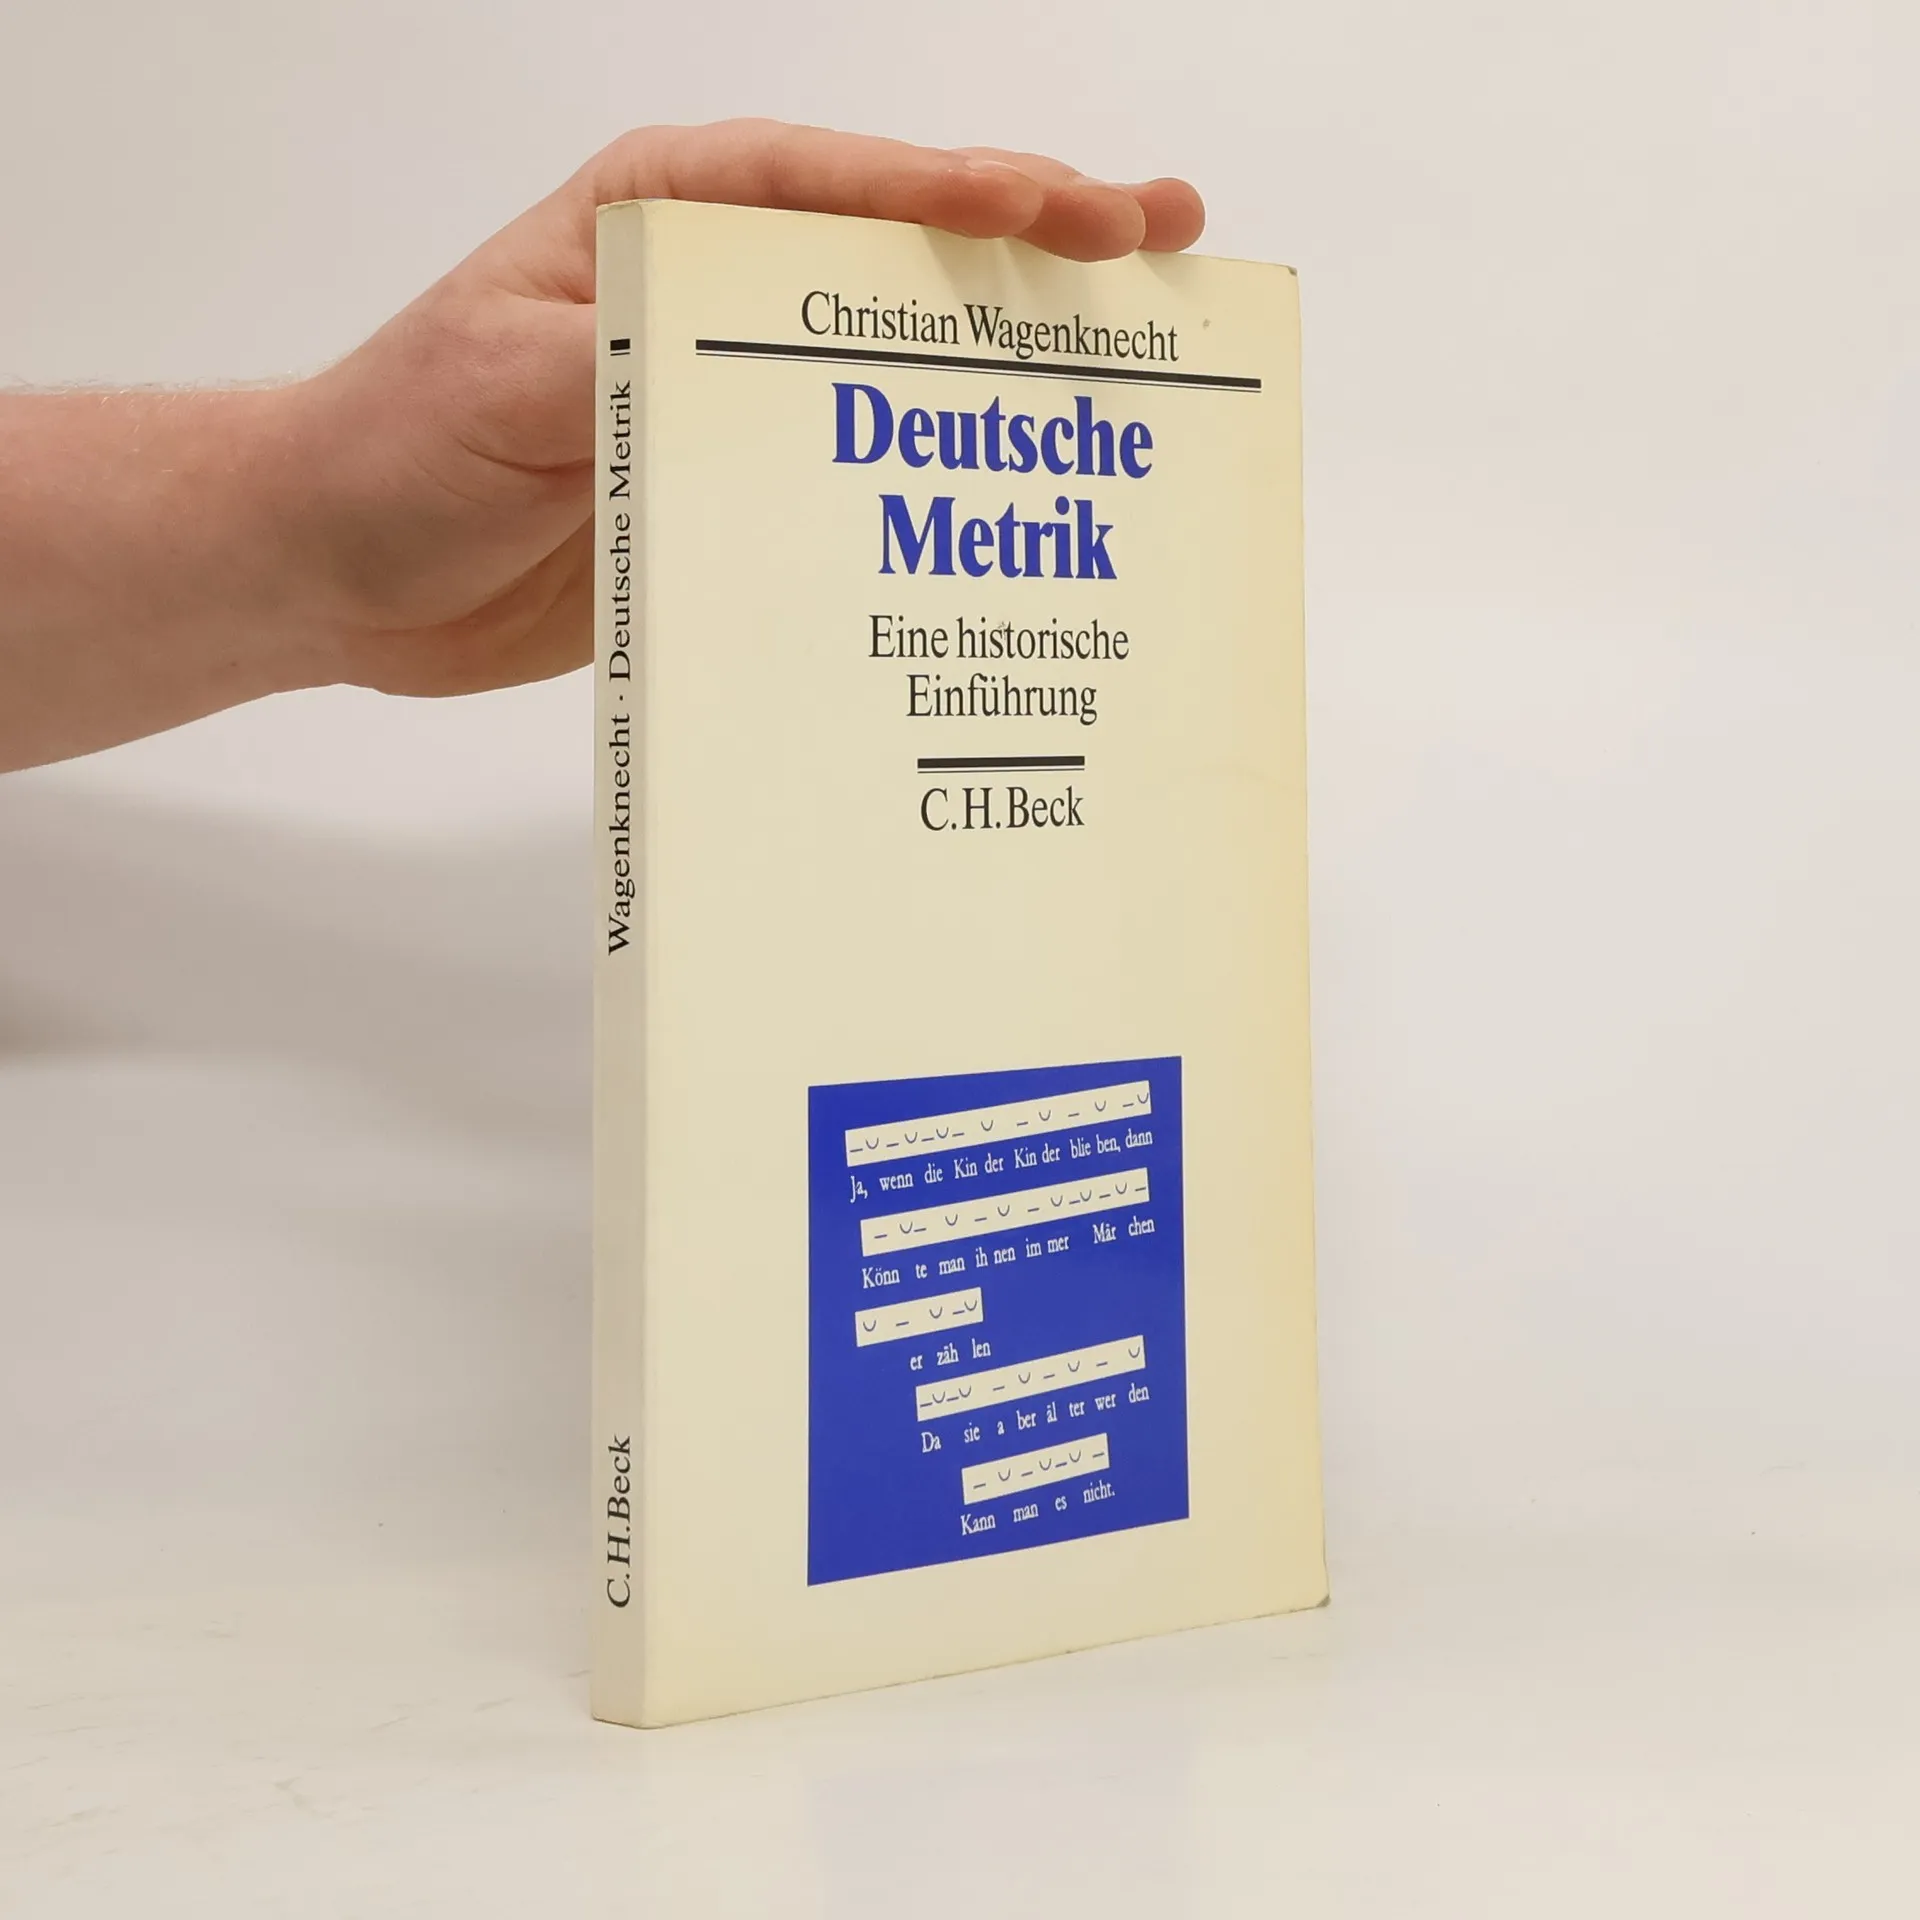 Christian Wagenknecht
Deutsche
Metrik
Eine historische
Einführung
C.H.Beck
‒◡‒◡‒◡‒ ◡ ‒ ◡ ‒ ◡ ‒◡
Ja, wenn die Kin der Kin der blie ben, dann
‒ ◡‒ ◡ ‒ ◡ ‒ ◡‒◡‒◡‒
Könn te man ih nen im mer Mär chen
◡ ‒ ◡ ‒◡
er zäh len
‒◡‒◡ ‒ ◡ ‒ ◡ ‒ ◡
Da sie a ber äl ter wer den
‒ ◡ ‒ ◡‒◡ ‒
Kann man es nicht.
Wagenknecht · Deutsche Metrik
C.H.Beck